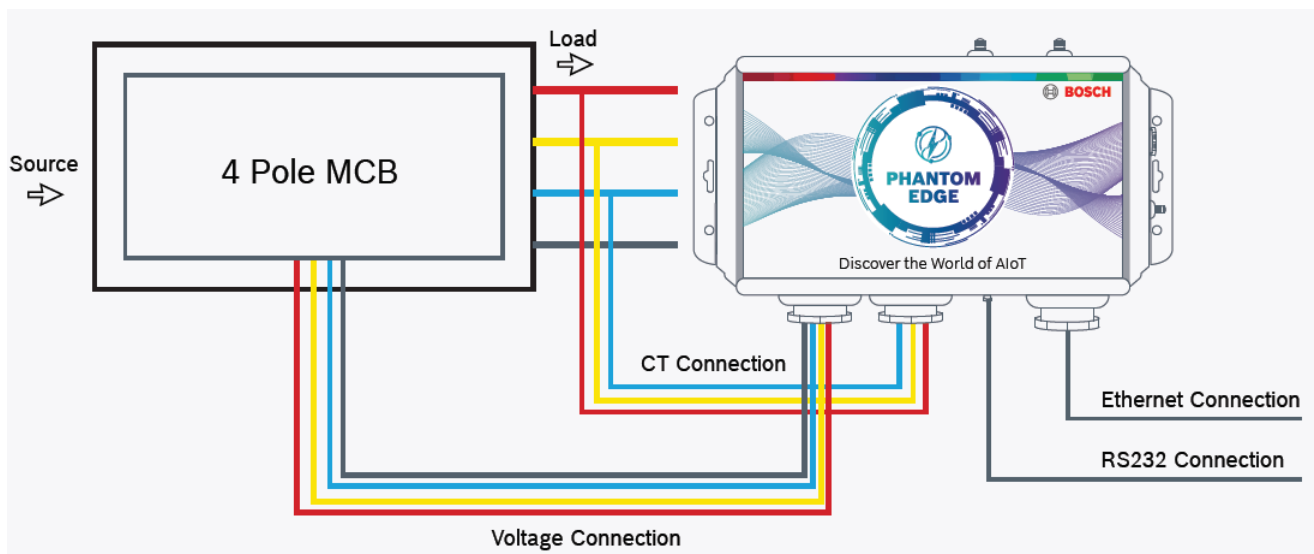 Load
BOSCH
Source
4 Pole MCB
PHANTOM
EDGE
Discover the World of AIoT
CT Connection
Ethernet Connection
RS232 Connection
Voltage Connection